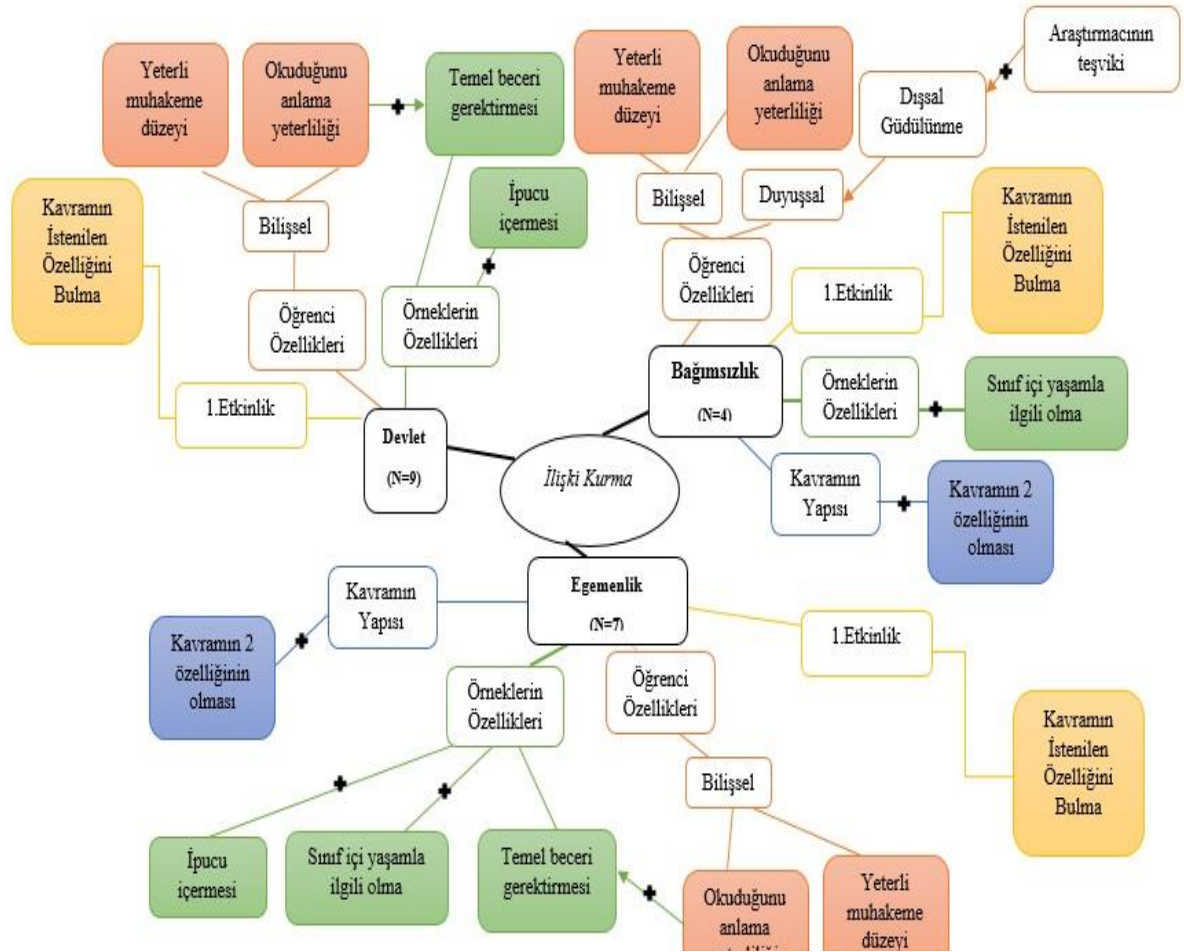 Yeterli
muhakeme
düzeyi
Okuduğunu
anlama
yeterliliği
Temel beceri
gerektirmesi
Yeterli
muhakeme
düzeyi
Okuduğunu
anlama
yeterliliği
Araştırmacının
teşviki
Dışsal
Güdülünme
Kavramın
İstenilen
Özelliğini
Bulma
Bilişsel
İpucu
içermesi
Bilişsel
Duyuşsal
Kavramın
İstenilen
Özelliğini
Bulma
Öğrenci
Özellikleri
Örneklerin
Özellikleri
Öğrenci
Özellikleri
1.Etkinlik
1.Etkinlik
Devlet
(N=9)
Bağımsızlık
(N=4)
Örneklerin
Özellikleri
Sınıf içi yaşamla
ilgili olma
İlişki Kurma
Kavramın
Yapısı
Kavramın 2
özelliğinin
olması
Egemenlik
(N=7)
Kavramın
Yapısı
Kavramın 2
özelliğinin
olması
1.Etkinlik
Örneklerin
Özellikleri
Öğrenci
Özellikleri
Kavramın
İstenilen
Özelliğini
Bulma
Bilişsel
İpucu
içermesi
Sınıf içi yaşamla
ilgili olma
Temel beceri
gerektirmesi
Okuduğunu
anlama
Yeterli
muhakeme
düzeyi